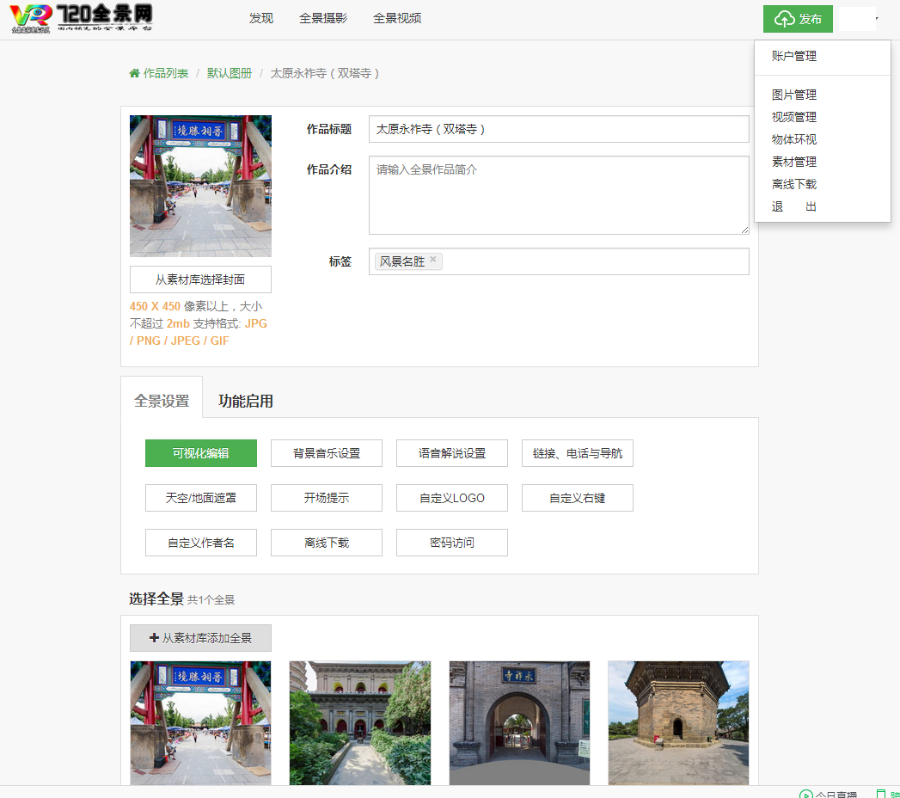 VR 720全景网
发现 全景摄影 全景视频
发布
账户管理
图片管理
视频管理
物体环视
素材管理
离线下载
退 出
作品列表 / 默认图册 / 太原永祚寺（双塔寺）
作品标题 太原永祚寺（双塔寺）
作品介绍 请输入全景作品简介
标签 风景名胜 ×
从素材库选择封面
450 X 450 像素以上，大小
不超过 2mb 支持格式: JPG
/ PNG / JPEG / GIF
全景设置 功能启用
可视化编辑 背景音乐设置 语音解说设置 链接、电话与导航
天空/地面遮罩 开场提示 自定义LOGO 自定义右键
自定义作者名 离线下载 密码访问
选择全景 共1个全景
从素材库添加全景
永祚寺
今日直播